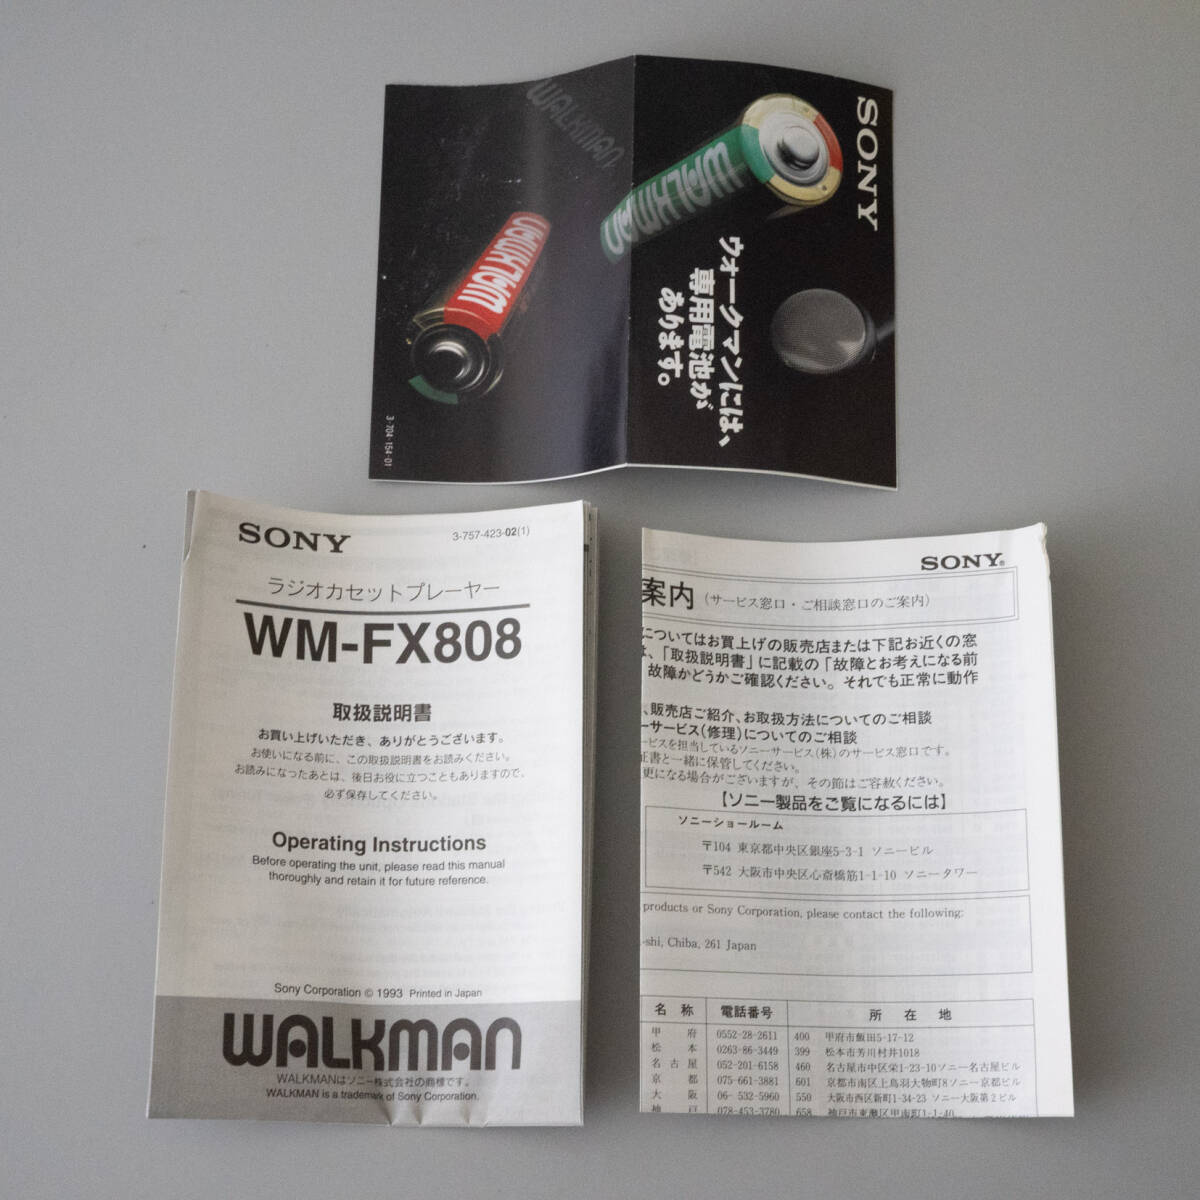 WALKMAN
SONY
WALKMAN
WALKMAN
ウォークマンには、
専用電池が
あります。
3-704-154-01
SONY
3-757-423-02(1)
ラジオカセットプレーヤー
WM-FX808
取扱説明書
お買い上げいただき、ありがとうございます。
お使いになる前に、この取扱説明書をお読みください。
お読みになったあとは、後日お役に立つこともありますので、
必ず保存してください。
Operating Instructions
Before operating the unit, please read this manual
thoroughly and retain it for future reference.
Sony Corporation © 1993 Printed in Japan
WALKMAN
WALKMANはソニー株式会社の商標です。
WALKMAN is a trademark of Sony Corporation.
SONY®
案内 (サービス窓口・ご相談窓口のご案内)
についてはお買上げの販売店または下記お近くの窓
、「取扱説明書」に記載の「故障とお考えになる前
故障かどうかご確認ください。それでも正常に動作
、販売店ご紹介、お取扱方法についてのご相談
ーサービス(修理)についてのご相談
ービスを担当しているソニーサービス(株)のサービス窓口です。
証書と一緒に保管してください。
更になる場合がございますが、その節はご容赦ください。
【ソニー製品をご覧になるには】
ソニーショールーム
〒104 東京都中央区銀座5-3-1 ソニービル
〒542 大阪市中央区心斎橋筋1-1-10 ソニータワー
products or Sony Corporation, please contact the following:
-shi, Chiba, 261 Japan
名 称 電話番号 所 在 地
甲 府 0552-28-2611 400 甲府市飯田5-17-12
松 本 0263-86-3449 399 松本市芳川村井1018
名 古 屋 052-201-6158 460 名古屋市中区栄1-23-10ソニー名古屋ビル
京 都 075-661-3881 601 京都市南区上鳥羽大物町8ソニー京都ビル
大 阪 06- 532-5960 550 大阪市西区新町1-34-23 ソニー大阪第2ビル
神 戸 078-453-3780 658 神戸市東灘区甲南町1-1-40